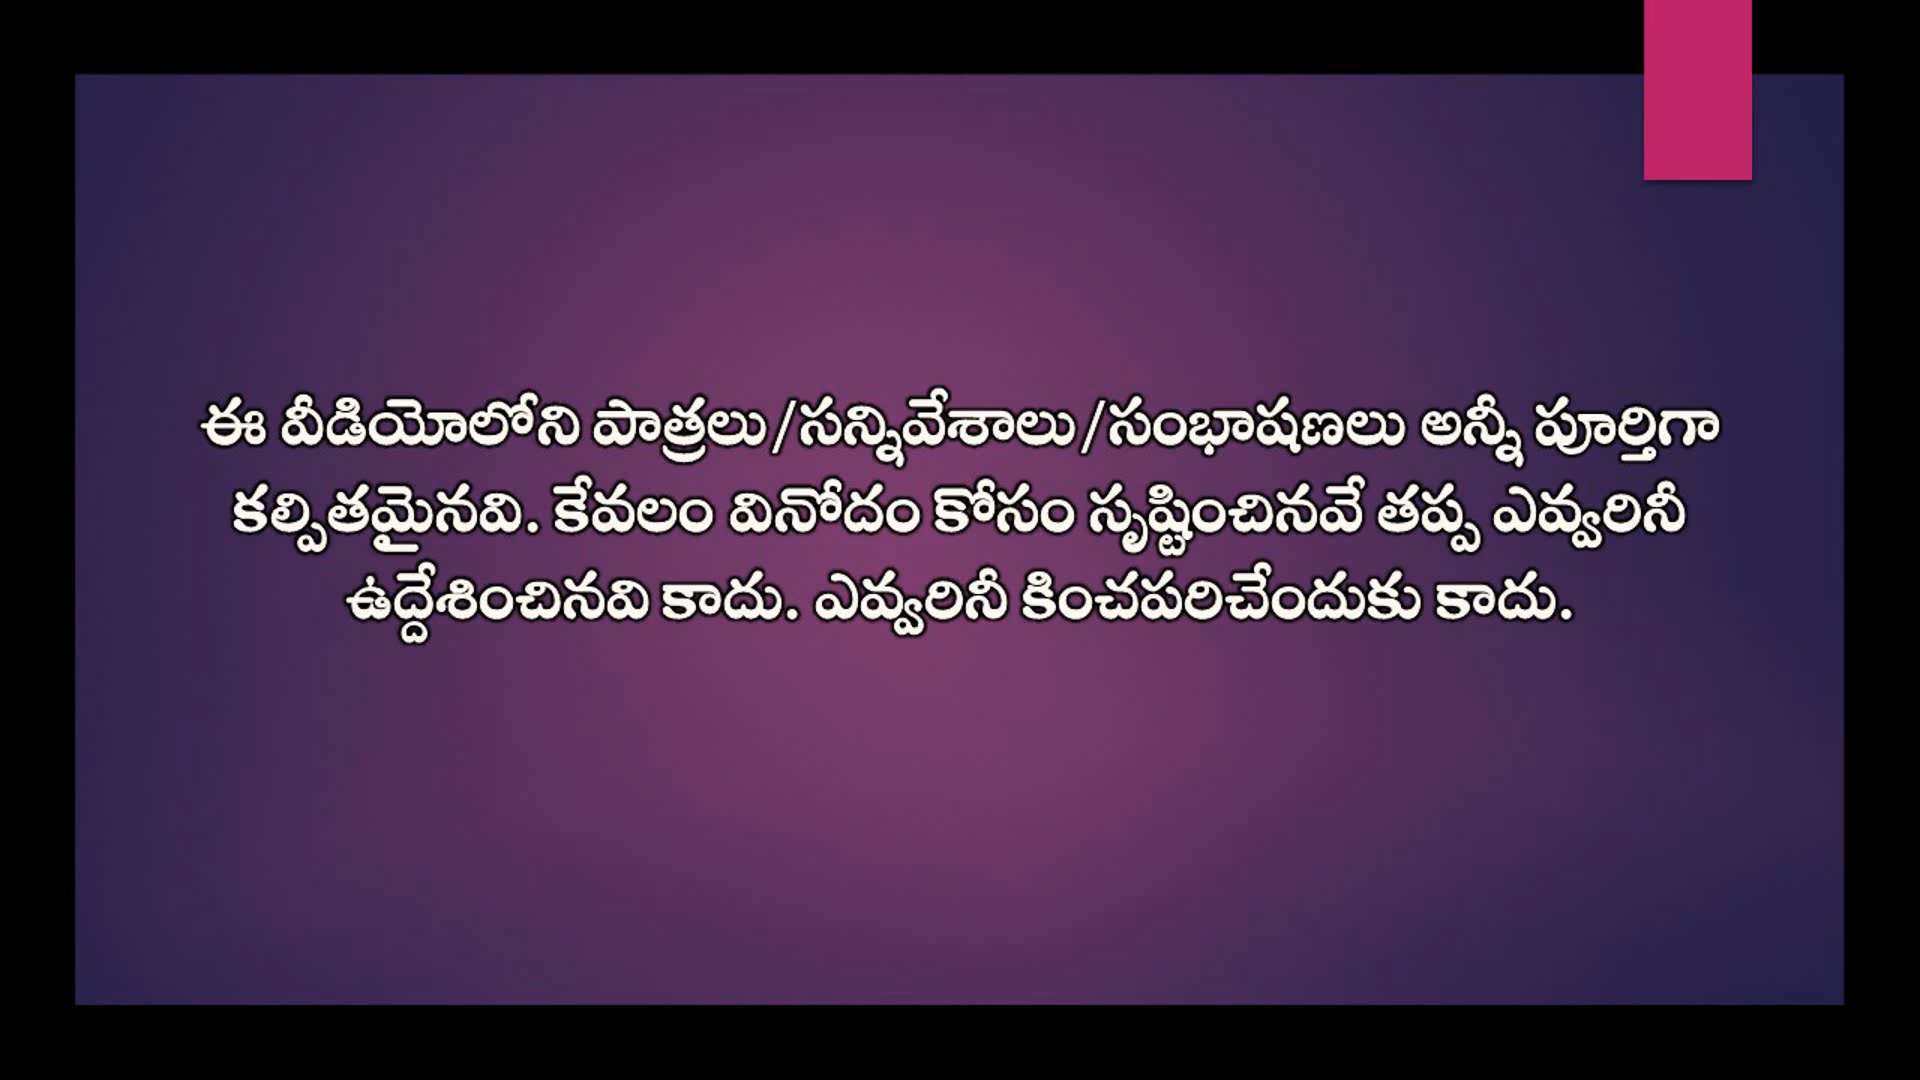 ఈ వీడియోలోని పాత్రలు/సన్నివేశాలు/సంభాషణలు అన్నీ పూర్తిగా
కల్పితమైనవి. కేవలం వినోదం కోసం సృష్టించినవే తప్ప ఎవ్వరినీ
ఉద్దేశించినవి కాదు. ఎవ్వరినీ కించపరిచేందుకు కాదు.